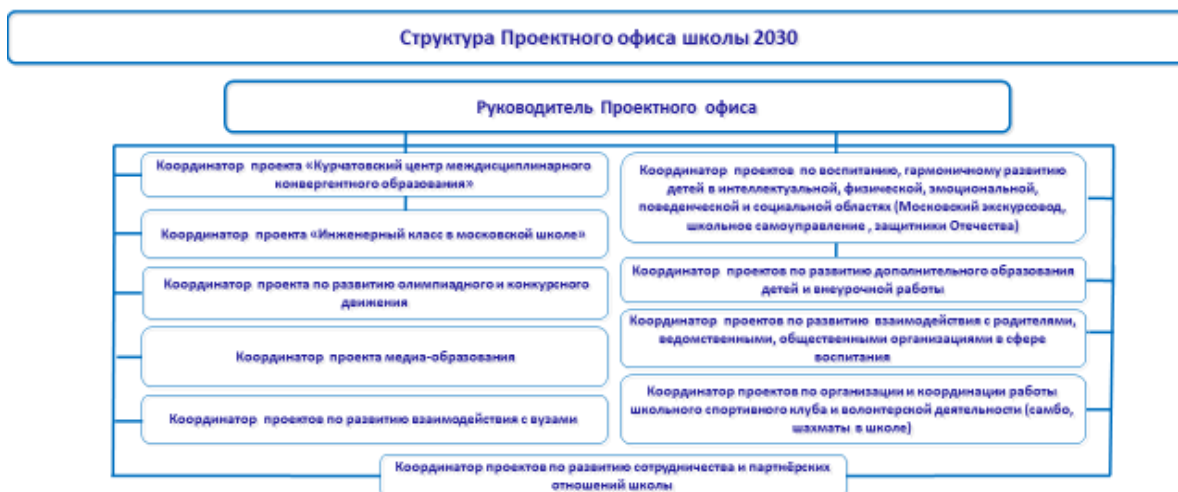 Структура Проектного офиса школы 2030
Руководитель Проектного офиса
Координатор проекта «Курчатовский центр междисциплинарного
конвергентного образования»
Координатор проекта «Инженерный класс в московской школе»
Координатор проекта по развитию олимпиадного и конкурсного
движения
Координатор проекта медиа-образования
Координатор проектов по развитию взаимодействия с вузами
Координатор проектов по воспитанию, гармоничному развитию
детей в интеллектуальной, физической, эмоциональной,
поведенческой и социальной областях (Московский экскурсовод,
школьное самоуправление , защитники Отечества)
Координатор проектов по развитию дополнительного образования
детей и внеурочной работы
Координатор проектов по развитию взаимодействия с родителями,
ведомственными, общественными организациями в сфере
воспитания
Координатор проектов по организации и координации работы
школьного спортивного клуба и волонтерской деятельности (самбо,
шахматы в школе)
Координатор проектов по развитию сотрудничества и партнёрских
отношений школы